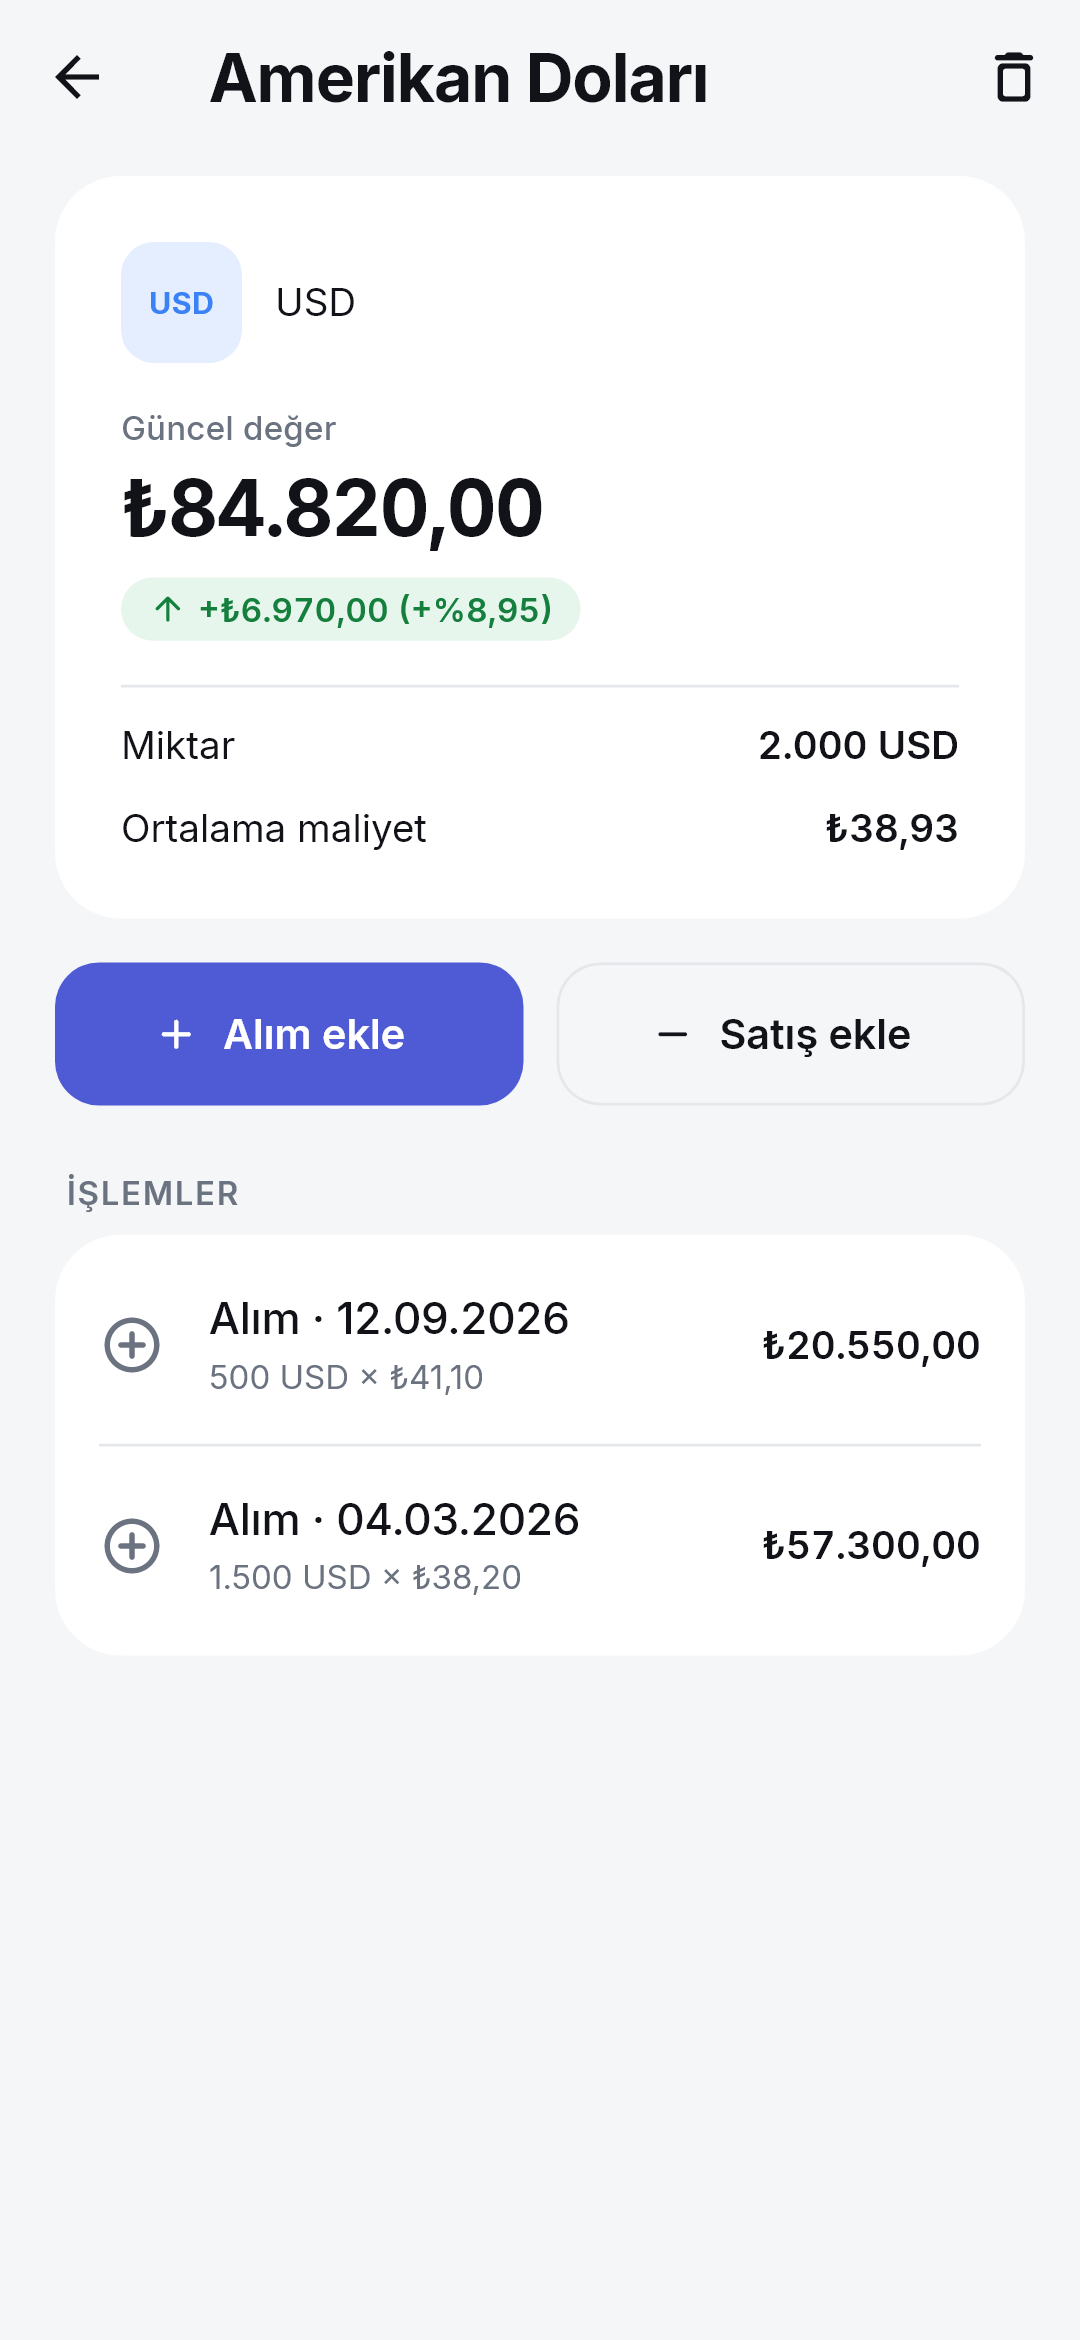 Amerikan Doları
USD USD
Güncel değer
₺84.820,00
+₺6.970,00 (+%8,95)
Miktar 2.000 USD
Ortalama maliyet ₺38,93
Alım ekle Satış ekle
İŞLEMLER
Alım · 12.09.2026
500 USD × ₺41,10
₺20.550,00
Alım · 04.03.2026
1.500 USD × ₺38,20
₺57.300,00